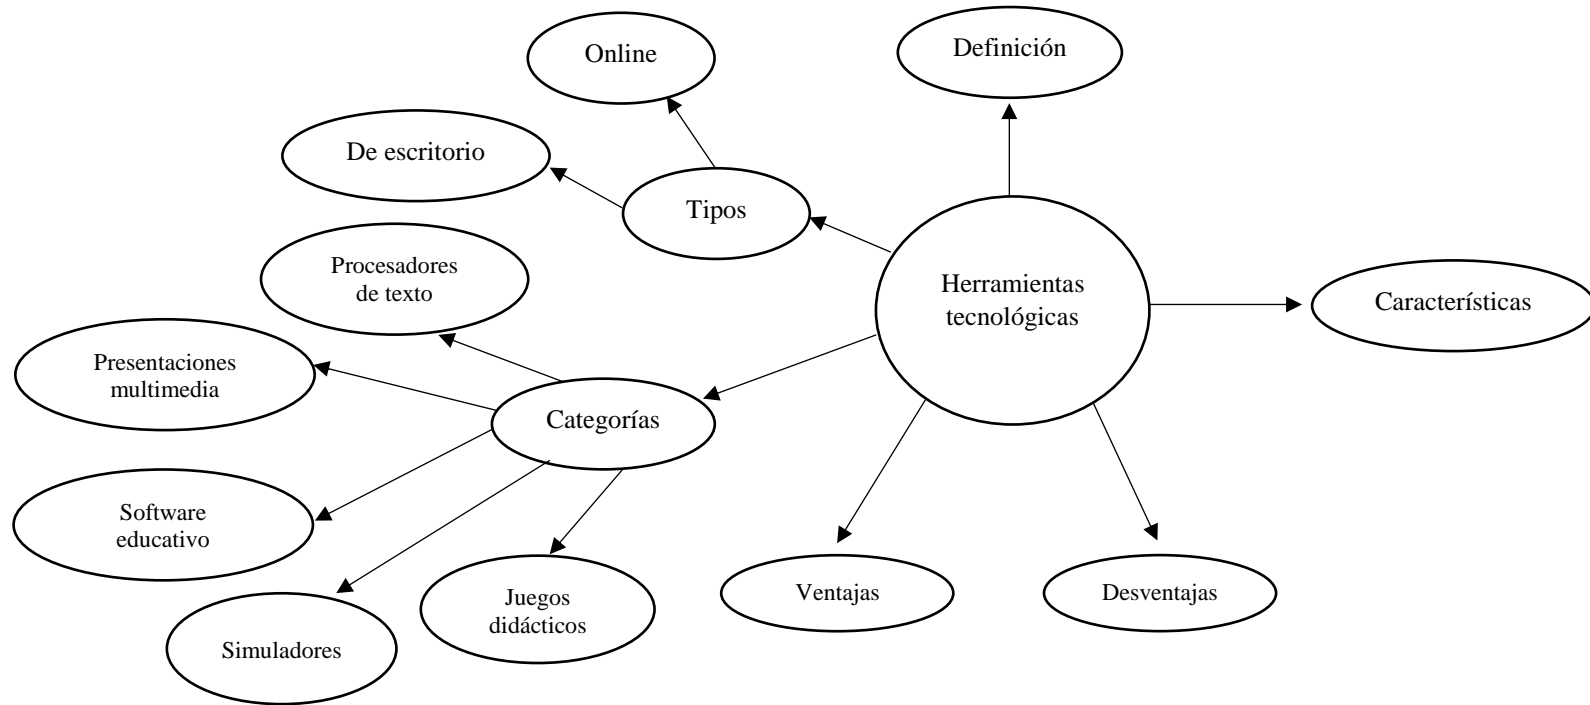 Online
Definición
De escritorio
Tipos
Procesadores
de texto
Herramientas
tecnológicas
Característísticas
Presentaciones
multimedia
Categorías
Software
educativo
Juegos
didácticos
Ventajas
Desventajas
Simuladores